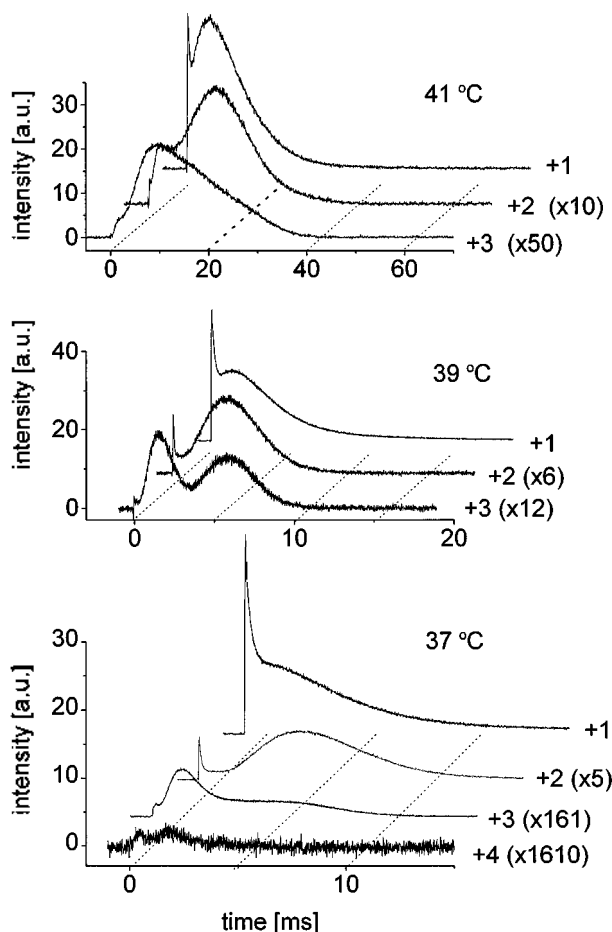 41 °C
intensity [a.u.]
30
20
10
0
+1
+2 (x10)
+3 (x50)
0 20 40 60
39 °C
intensity [a.u.]
40
20
0
+1
+2 (x6)
+3 (x12)
0 10 20
37 °C
intensity [a.u.]
30
20
10
0
+1
+2 (x5)
+3 (x161)
+4 (x1610)
0 10
time [ms]